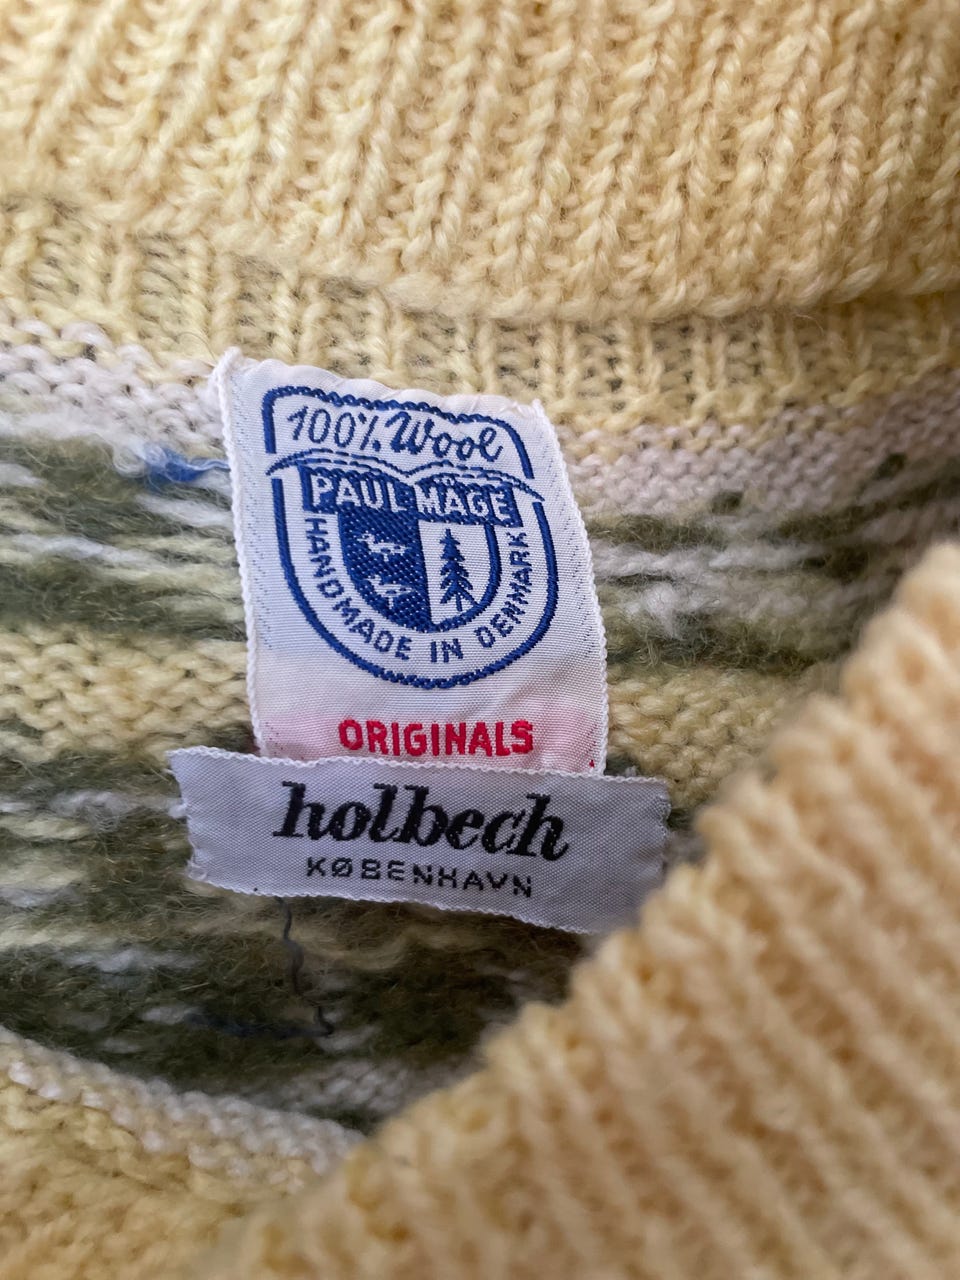 100% Wool
PAUL MAGE
HANDMADE IN DENMARK
ORIGINALS
holbech
KØBENHAVN